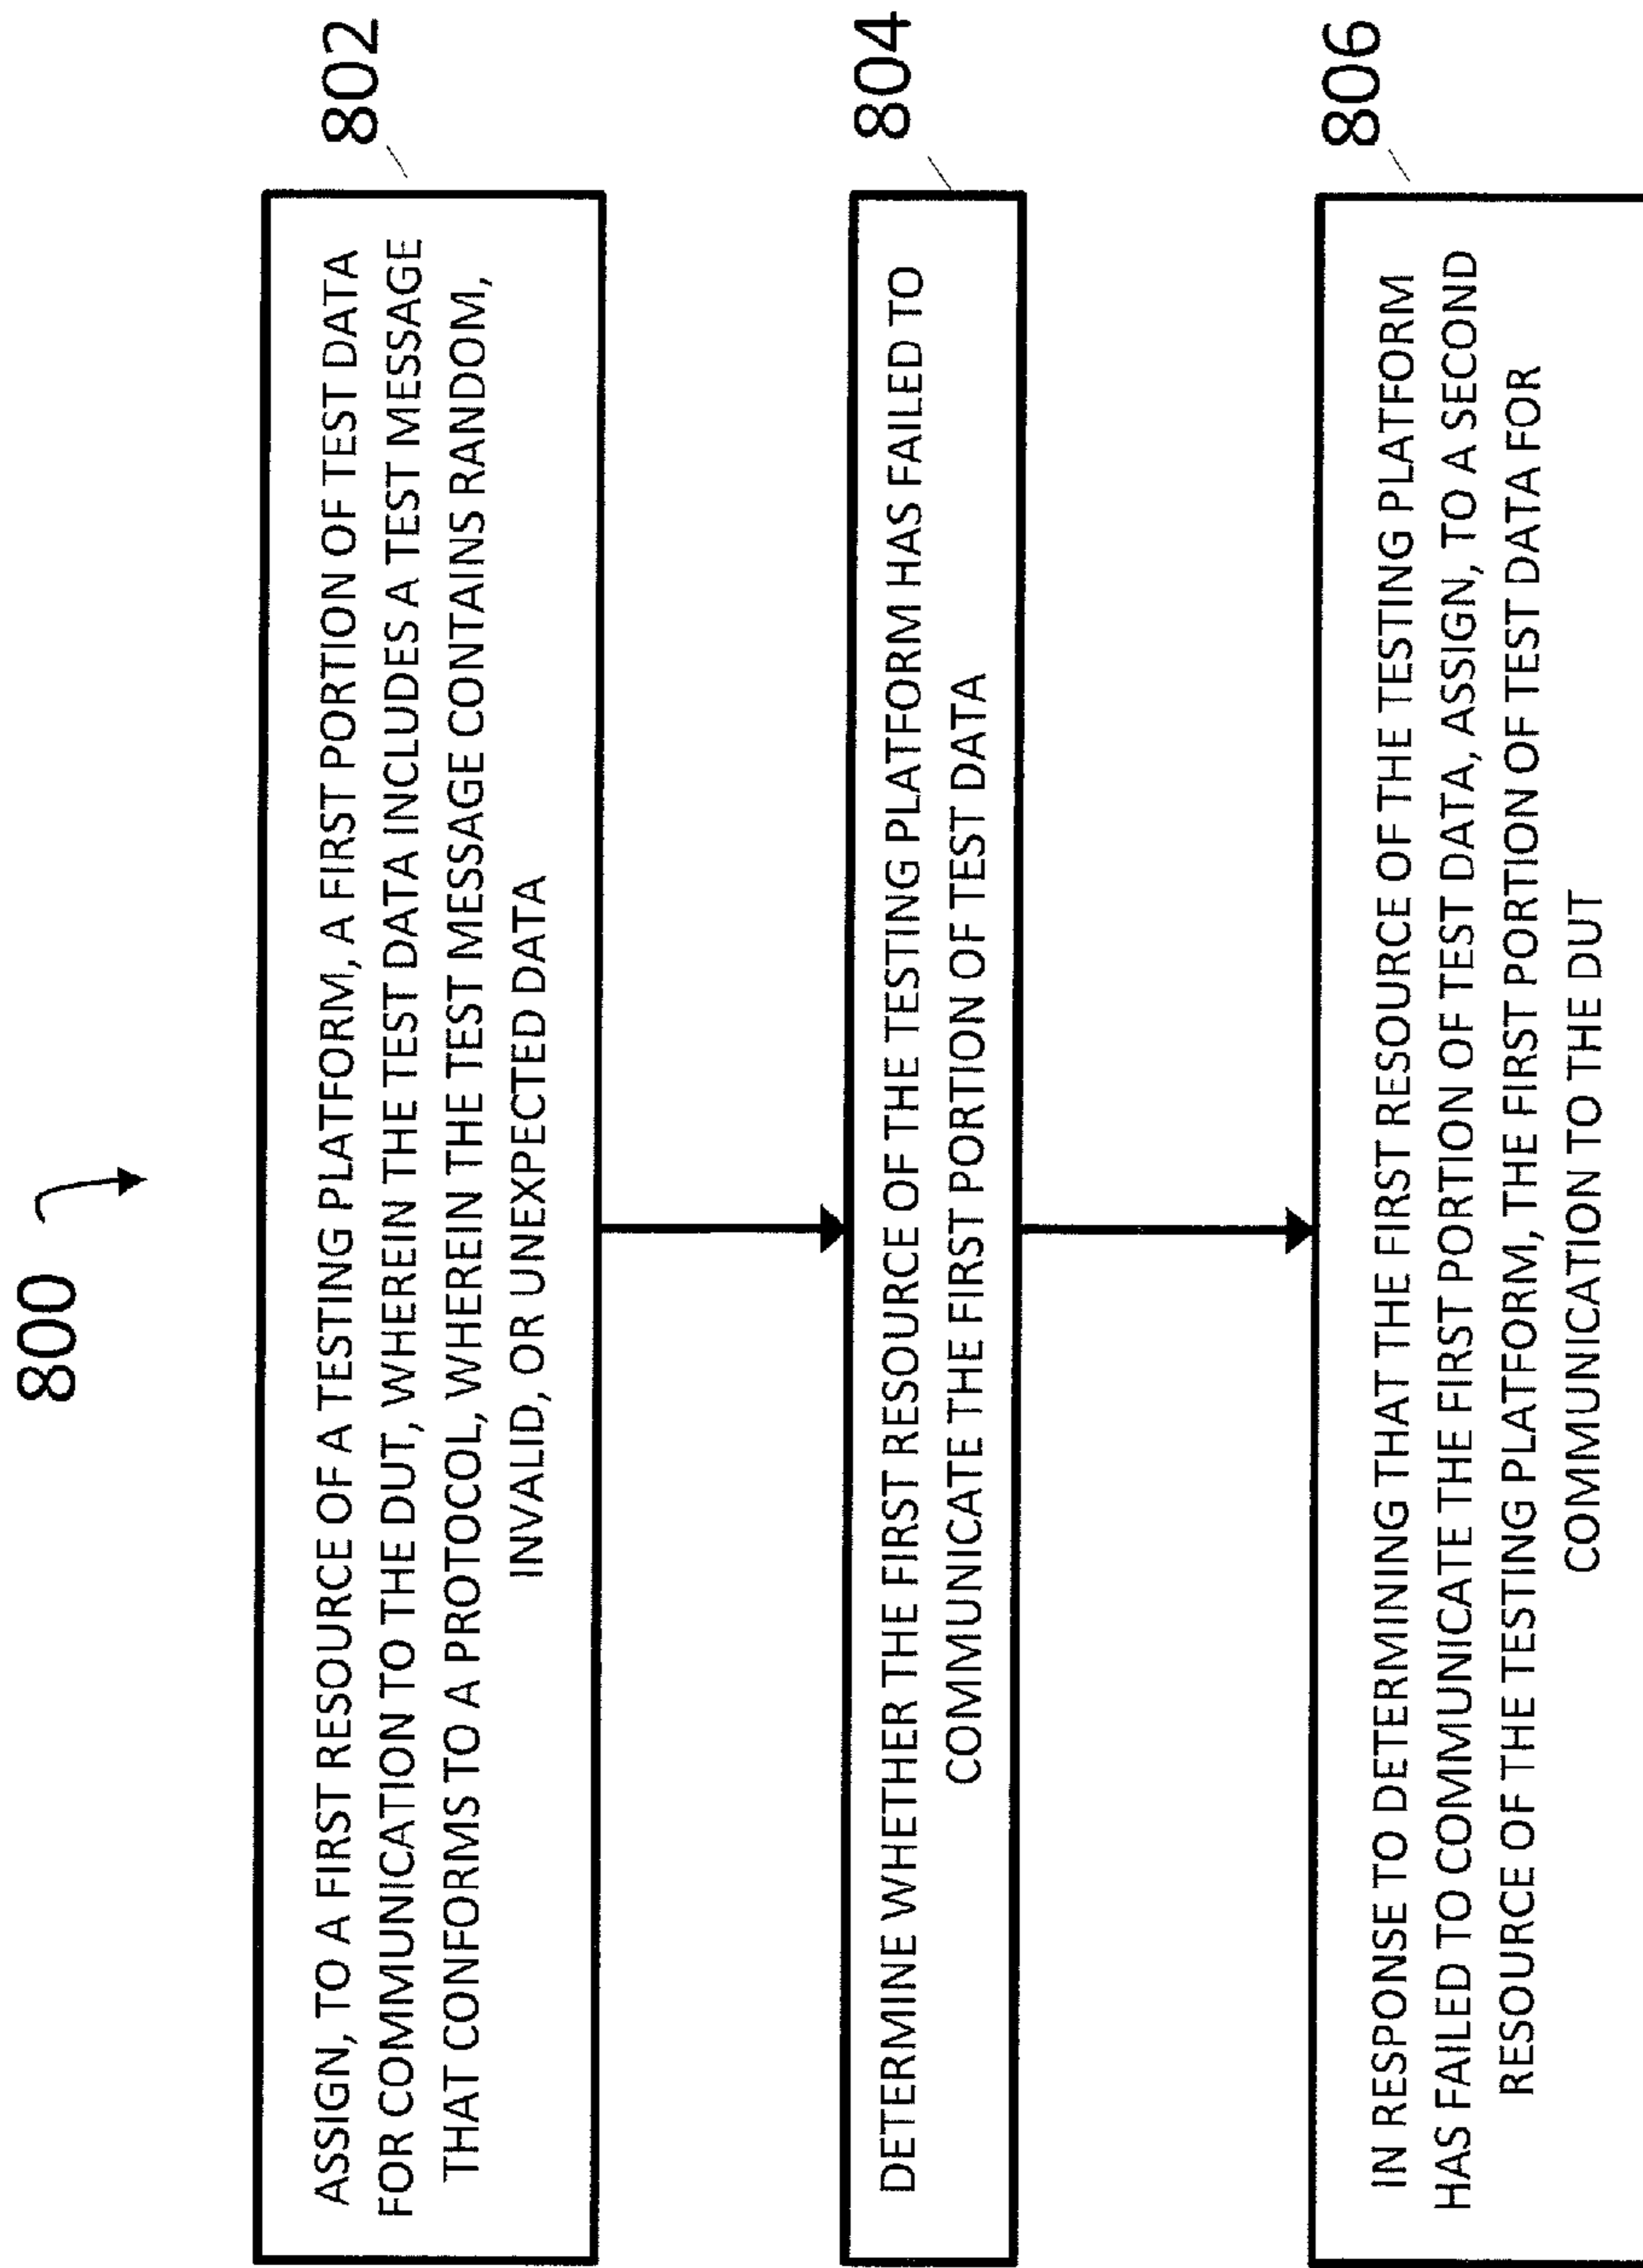 800
802
ASSIGN, TO A FIRST RESOURCE OF A TESTING PLATFORM, A FIRST PORTION OF TEST DATA
FOR COMMUNICATION TO THE DUT, WHEREIN THE TEST DATA INCLUDES A TEST MESSAGE
THAT CONFORMS TO A PROTOCOL, WHEREIN THE TEST MESSAGE CONTAINS RANDOM,
INVALID, OR UNEXPECTED DATA
804
DETERMINE WHETHER THE FIRST RESOURCE OF THE TESTING PLATFORM HAS FAILED TO
COMMUNICATE THE FIRST PORTION OF TEST DATA
806
IN RESPONSE TO DETERMINING THAT THE FIRST RESOURCE OF THE TESTING PLATFORM
HAS FAILED TO COMMUNICATE THE FIRST PORTION OF TEST DATA, ASSIGN, TO A SECOND
RESOURCE OF THE TESTING PLATFORM, THE FIRST PORTION OF TEST DATA FOR
COMMUNICATION TO THE DUT